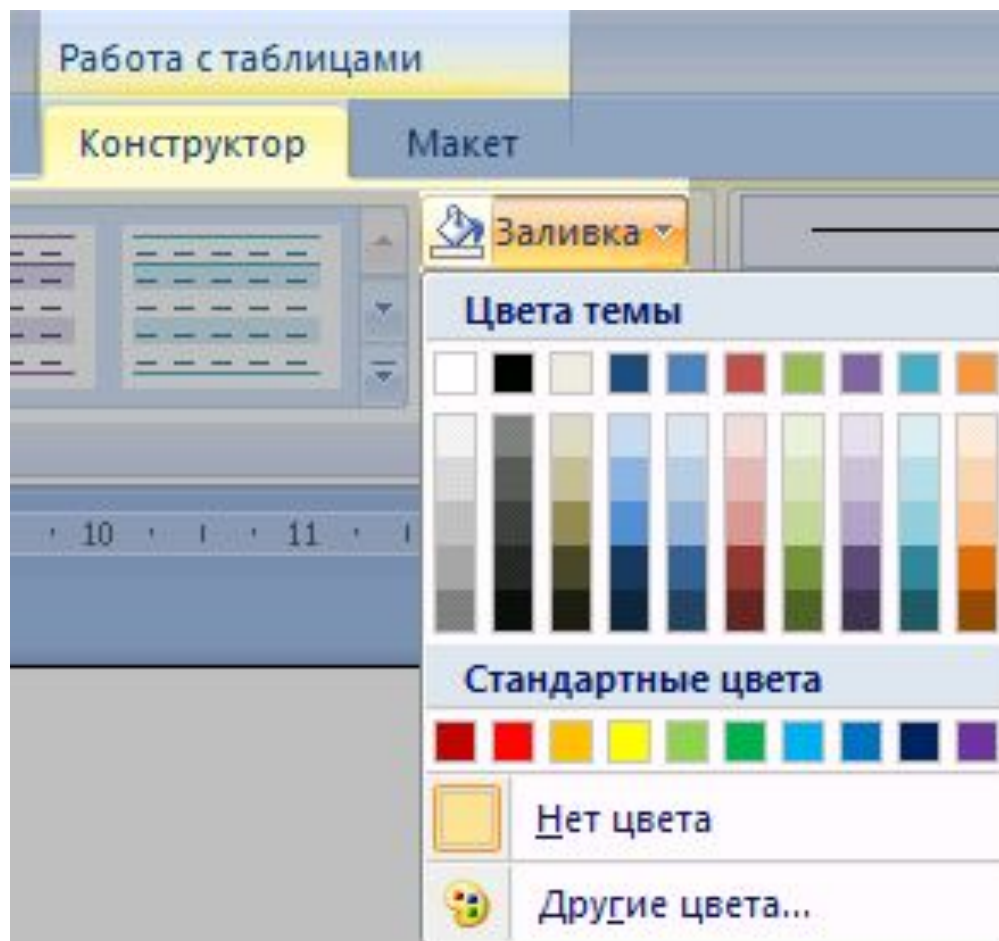 Работа с таблицами
Конструктор Макет
Заливка
Цвета темы
10 11
Стандартные цвета
Нет цвета
Другие цвета...